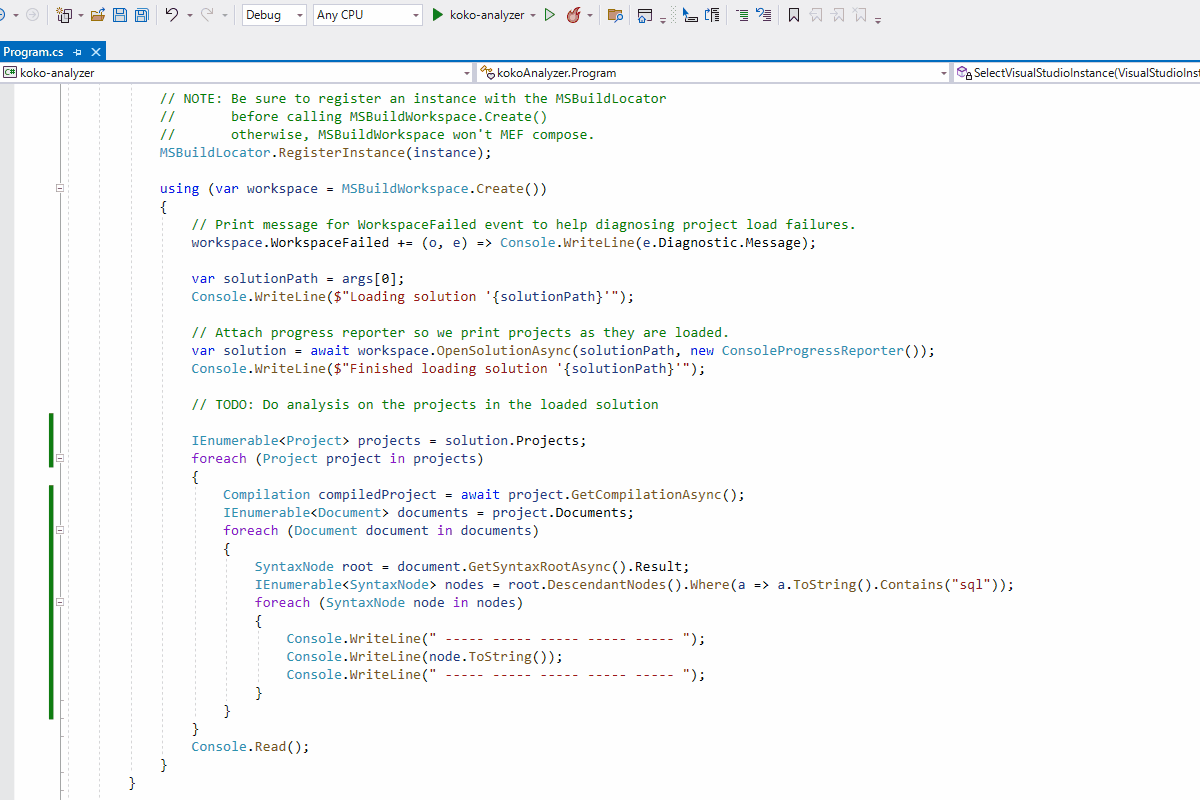 Debug Any CPU koko-analyzer
Program.cs
C# koko-analyzer kokoAnalyzer.Program SelectVisualStudioInstance(VisualStudioInst
// NOTE: Be sure to register an instance with the MSBuildLocator
//       before calling MSBuildWorkspace.Create()
//       otherwise, MSBuildWorkspace won't MEF compose.
MSBuildLocator.RegisterInstance(instance);
using (var workspace = MSBuildWorkspace.Create())
{
// Print message for WorkspaceFailed event to help diagnosing project load failures.
workspace.WorkspaceFailed += (o, e) => Console.WriteLine(e.Diagnostic.Message);
var solutionPath = args[0];
Console.WriteLine($"Loading solution '{solutionPath}'");
// Attach progress reporter so we print projects as they are loaded.
var solution = await workspace.OpenSolutionAsync(solutionPath, new ConsoleProgressReporter());
Console.WriteLine($"Finished loading solution '{solutionPath}'");
// TODO: Do analysis on the projects in the loaded solution
IEnumerable<Project> projects = solution.Projects;
foreach (Project project in projects)
{
Compilation compiledProject = await project.GetCompilationAsync();
IEnumerable<Document> documents = project.Documents;
foreach (Document document in documents)
{
SyntaxNode root = document.GetSyntaxRootAsync().Result;
IEnumerable<SyntaxNode> nodes = root.DescendantNodes().Where(a => a.ToString().Contains("sql"));
foreach (SyntaxNode node in nodes)
{
Console.WriteLine(" ----- ----- ----- ----- ----- ");
Console.WriteLine(node.ToString());
Console.WriteLine(" ----- ----- ----- ----- ----- ");
}
}
}
Console.Read();
}
}